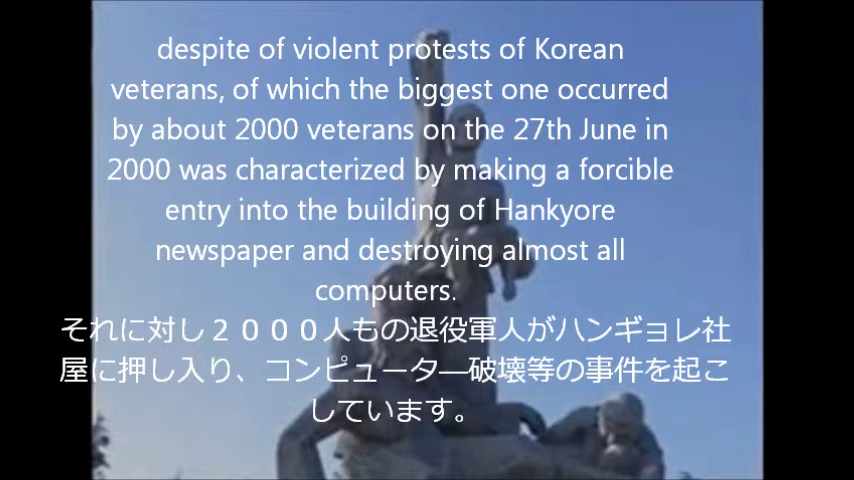 despite of violent protests of Korean
veterans, of which the biggest one occurred
by about 2000 veterans on the 27th June in
2000 was characterized by making a forcible
entry into the building of Hankyore
newspaper and destroying almost all
computers.
それに対し２０００人もの退役軍人がハンギョレ社
屋に押し入り、コンピュータ―破壊等の事件を起こ
しています。